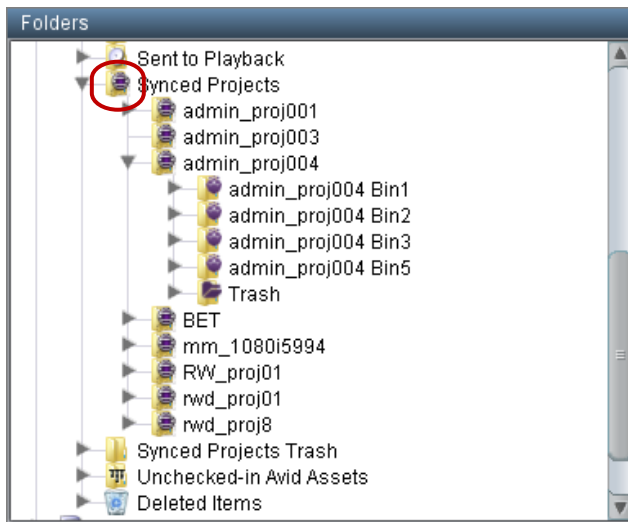 Folders
Sent to Playback
Synced Projects
admin_proj001
admin_proj003
admin_proj004
admin_proj004 Bin1
admin_proj004 Bin2
admin_proj004 Bin3
admin_proj004 Bin5
Trash
BET
mm_1080i5994
RW_proj01
rwd_proj01
rwd_proj8
Synced Projects Trash
Unchecked-in Avid Assets
Deleted Items